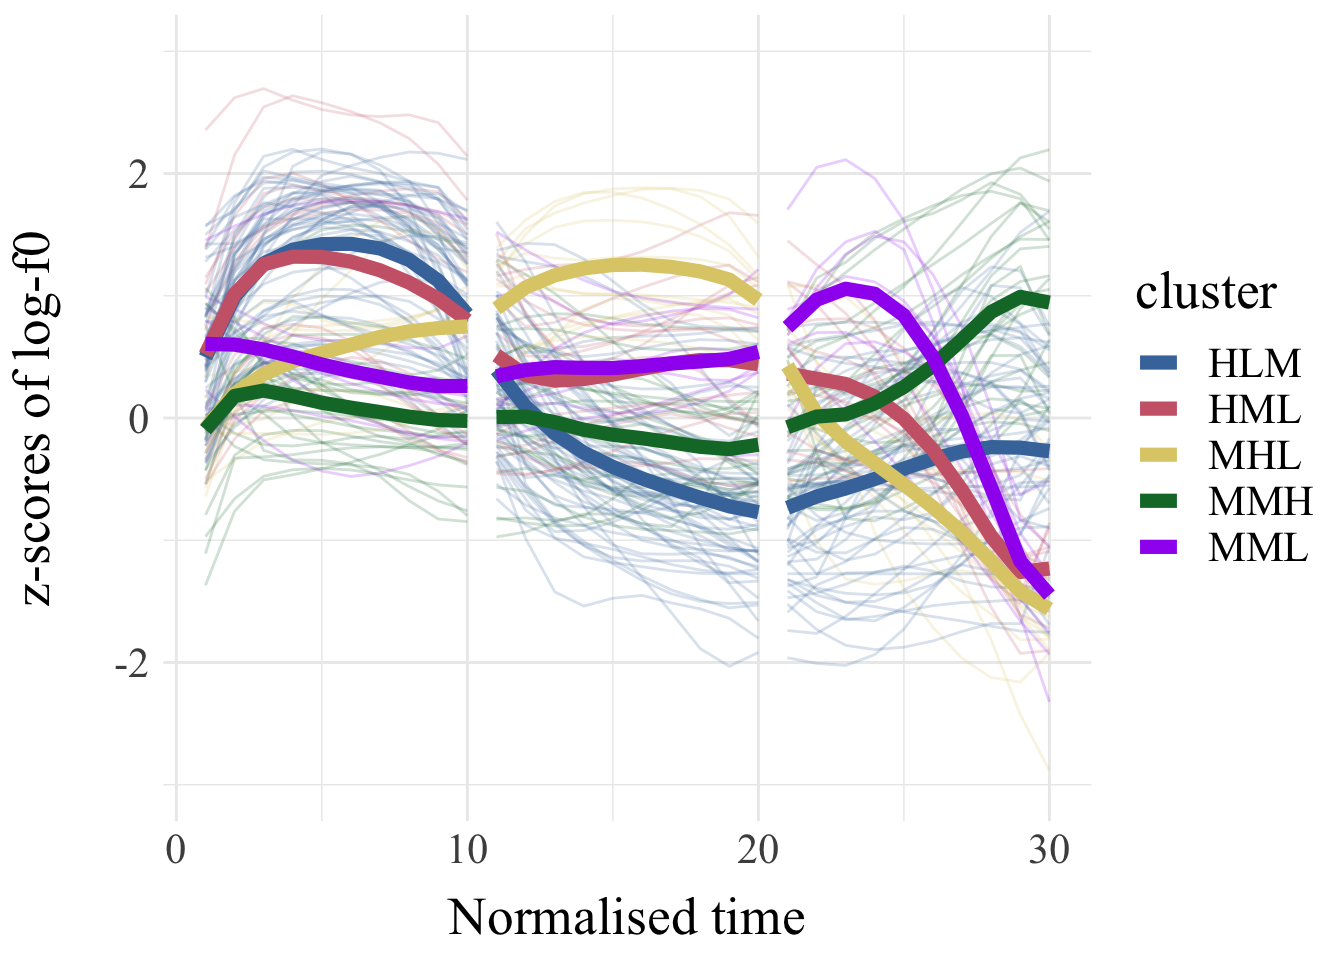 z-scores of log-f0
2
0
-2
0
10
20
30
Normalised time
cluster
HLM
HML
MHL
MMH
MML